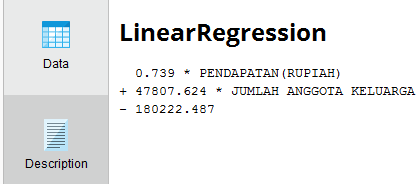 Data
Description
LinearRegression
0.739 * PENDAPATAN(RUPIAH)
+ 47807.624 * JUMLAH ANGGOTA KELUARGA
- 180222.487